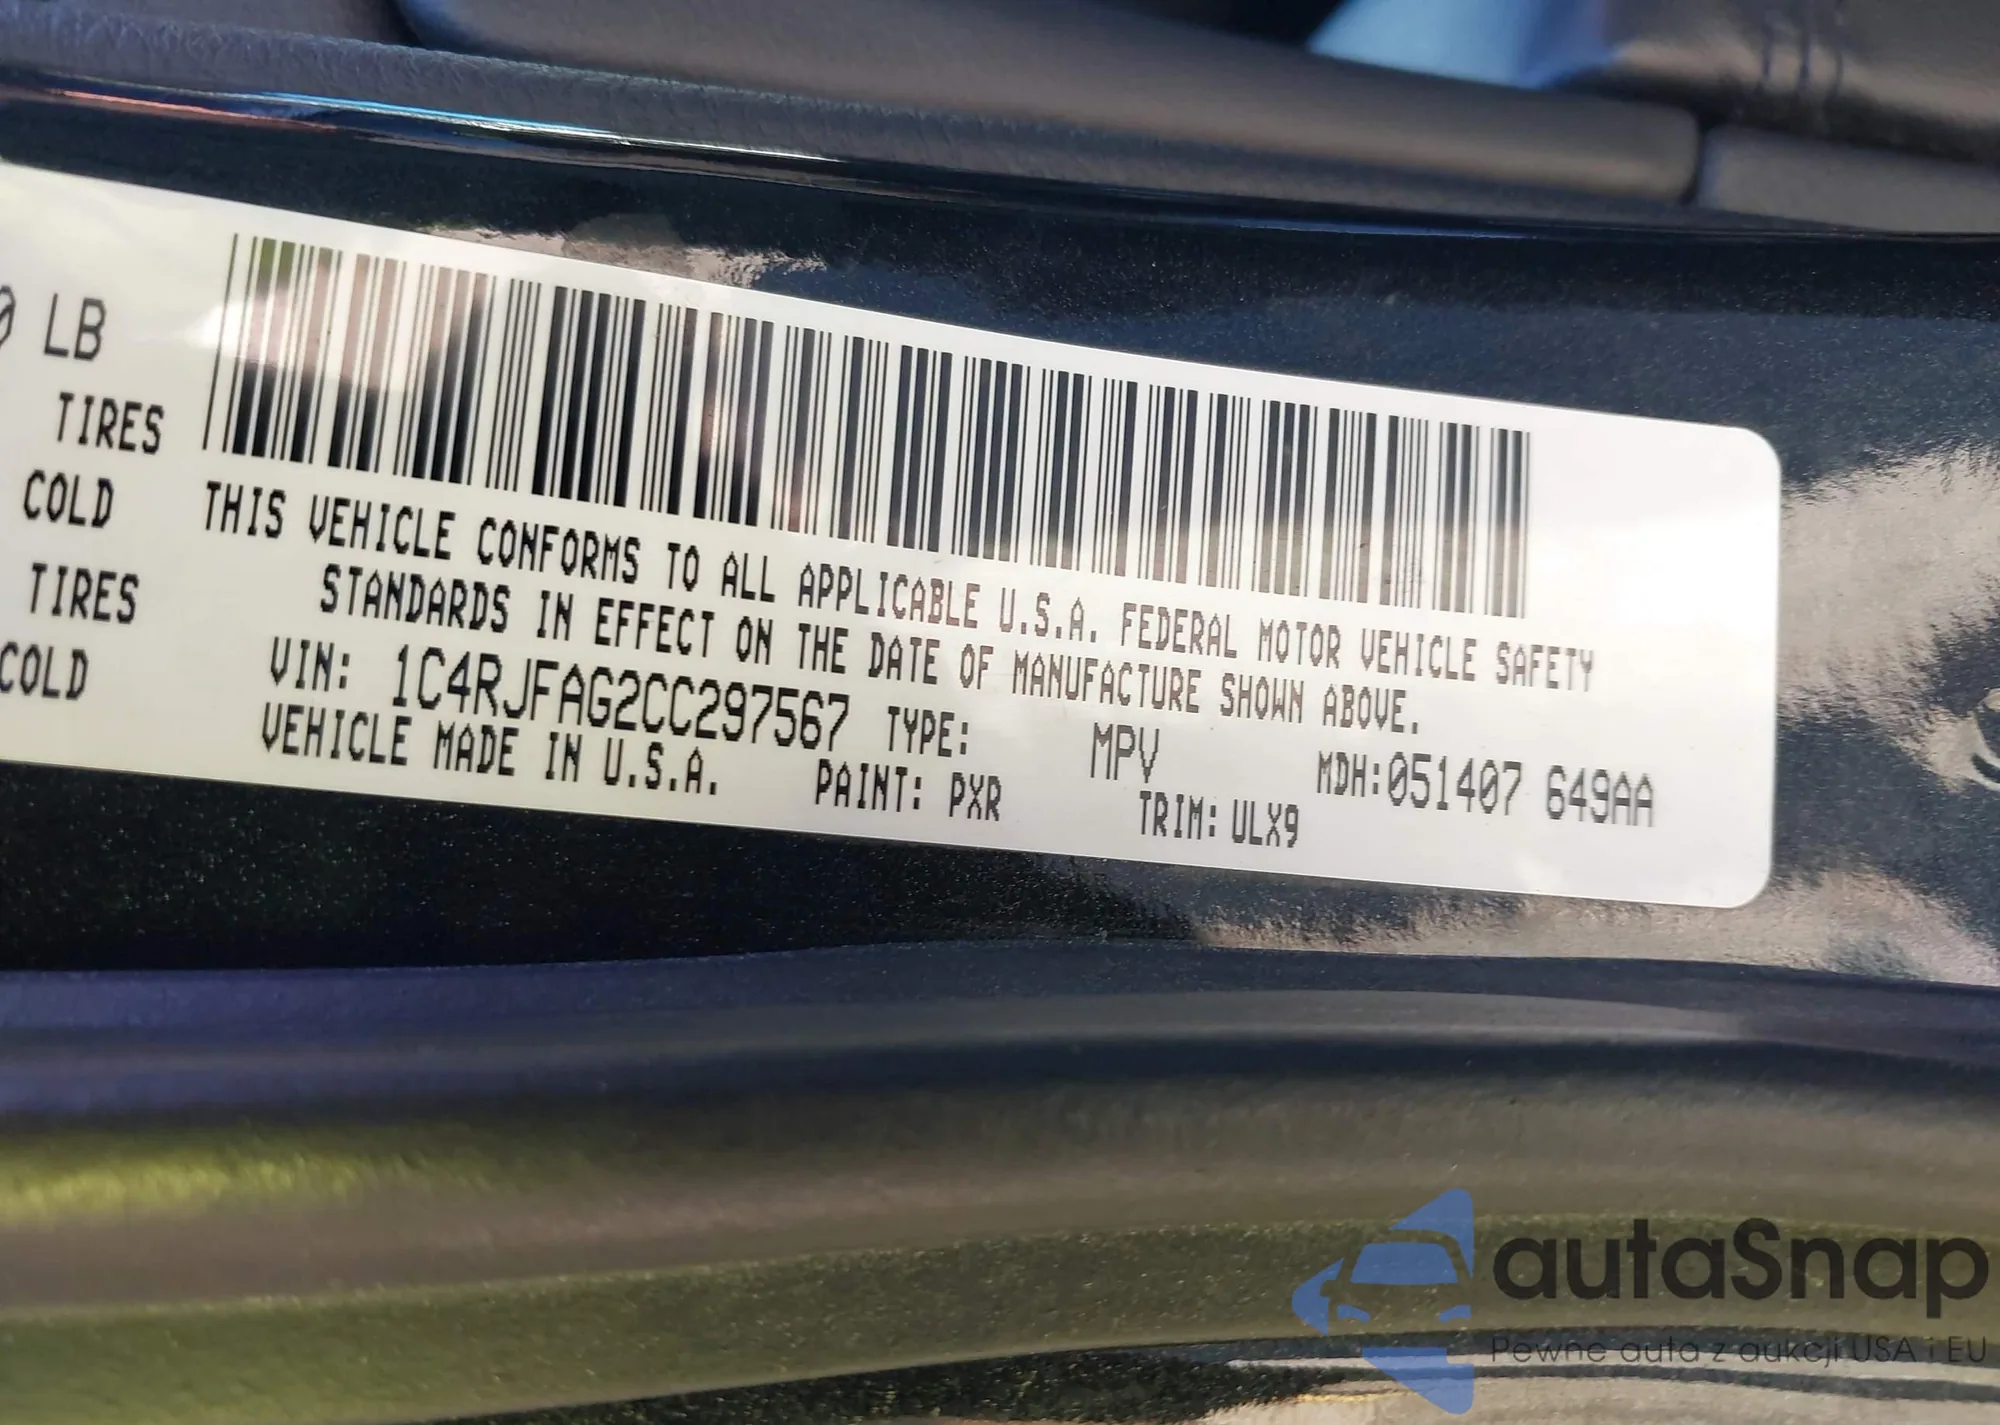 0 LB
TIRES
COLD
TIRES
COLD
THIS VEHICLE CONFORMS TO ALL APPLICABLE U.S.A. FEDERAL MOTOR VEHICLE SAFETY
STANDARDS IN EFFECT ON THE DATE OF MANUFACTURE SHOWN ABOVE.
VIN: 1C4RJFAG2CC297567 TYPE: MPV MDH:051407 649AA
VEHICLE MADE IN U.S.A. PAINT: PXR TRIM: ULX9
autaSnap
Pewne auta z aukcji USA i EU